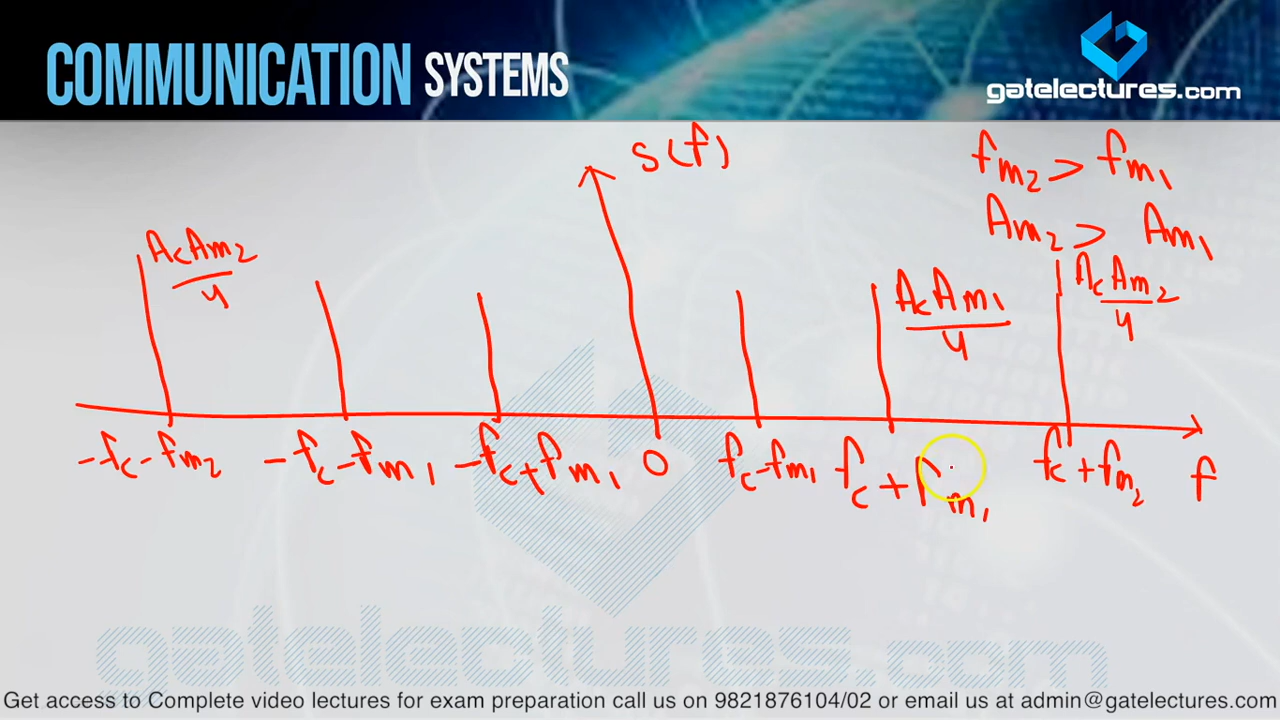 COMMUNICATION SYSTEMS
gatelectures.com
S(f)
fm2 > fm1
Am2 > Am1
AcAm2/4
AcAm1/4
AcAm2/4
-fc-fm2
-fc-fm1
-fc+fm1
0
fc-fm1
fc+fm1
fc+fm2
f
gatelectures.com
Get access to Complete video lectures for exam preparation call us on 9821876104/02 or email us at admin@gatelectures.com